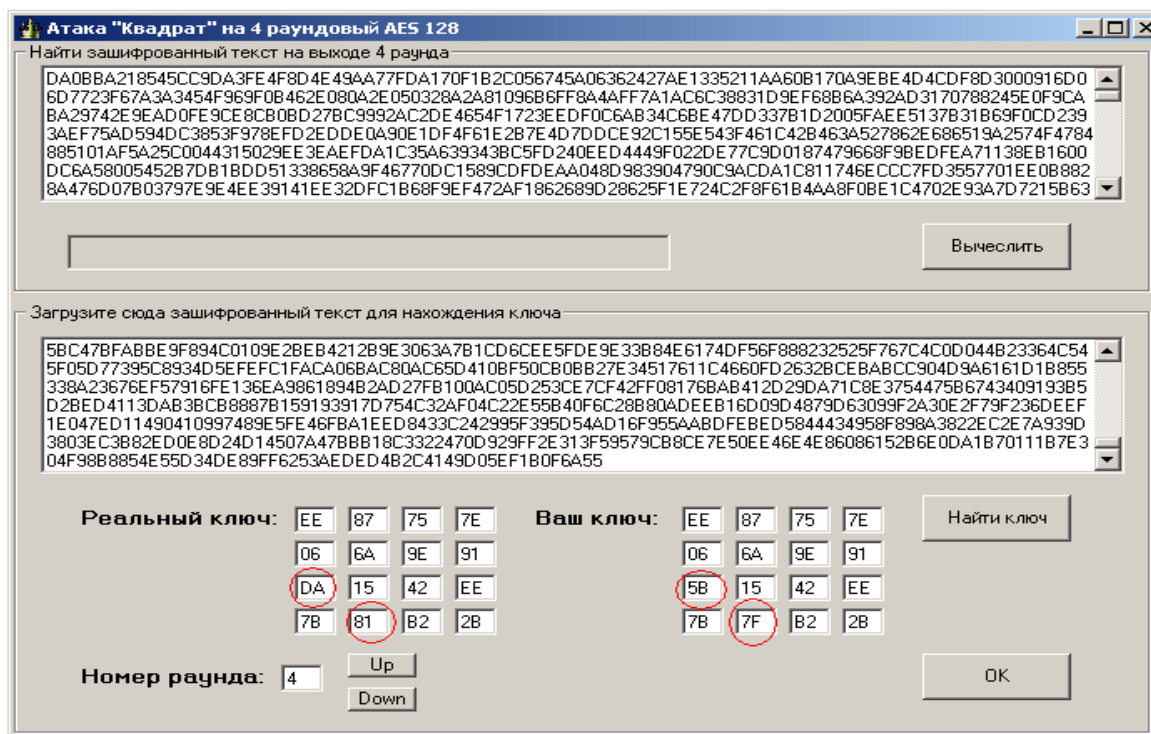 Атака "Квадрат" на 4 раундовый AES 128
Найти зашифрованный текст на выходе 4 раунда
DA0BBA218545CC9DA3FE4F8D4E49AA77FDA170F1B2C056745A06362427AE1335211AA60B170A9EBE4D4CDF8D3000916D0
6D7723F67A3A3454F969F0B462E080A2E050328A2A81096B6FF8A4AFF7A1AC6C38831D9EF68B6A392AD3170788245E0F9CA
BA29742E9EAD0FE9CE8CB0BD27BC9992AC2DE4654F1723EEDF0C6AB34C6BE47DD337B1D2005FAEE5137B31B69F0CD239
3AEF75AD594DC3853F978EFD2EDDE0A90E1DF4F61E2B7E4D7DDCE92C155E543F461C42B463A527862E686519A2574F4784
885101AF5A25C0044315029EE3EAEFDA1C35A639343BC5FD240EED4449F022DE77C9D0187479668F9BEDFEA71138EB1600
DC6A58005452B7DB1BDD51338658A9F46770DC1589CDFDEAA048D983904790C9ACDA1C811746ECCC7FD3557701EE0B882
8A476D07B03797E9E4EE39141EE32DFC1B68F9EF472AF1862689D28625F1E724C2F8F61B4AA8F0BE1C4702E93A7D7215B63
Вычеслить
Загрузите сюда зашифрованный текст для нахождения ключа
5BC47BFABBE9F894C0109E2BEB4212B9E3063A7B1CD6CEE5FDE9E33B84E6174DF56F888232525F767C4C0D044B23364C54
5F05D77395C8934D5EFEFC1FACA06BAC80AC65D410BF50CB0BB27E34517611C4660FD2632BCEBABCC904D9A6161D1B855
338A23676EF57916FE136EA9861894B2AD27FB100AC05D253CE7CF42FF08176BAB412D29DA71C8E3754475B6743409193B5
D2BED4113DAB3BCB8887B159193917D754C32AF04C22E55B40F6C28B80ADEEB16D09D4879D63099F2A30E2F79F236DEEF
1E047ED11490410997489E5FE46FBA1EED8433C242995F395D54AD16F955AABDFEBED5844434958F898A3822EC2E7A939D
3803EC3B82ED0E8D24D14507A47BBB18C3322470D929FF2E313F59579CB8CE7E50EE46E4E86086152B6E0DA1B70111B7E3
04F98B8854E55D34DE89FF6253AEDED4B2C4149D05EF1B0F6A55
Реальный ключ: EE 87 75 7E Ваш ключ: EE 87 75 7E Найти ключ
06 6A 9E 91 06 6A 9E 91
DA 15 42 EE 5B 15 42 EE
7B 81 B2 2B 7B 7F B2 2B
Номер раунда: 4 Up OK
Down